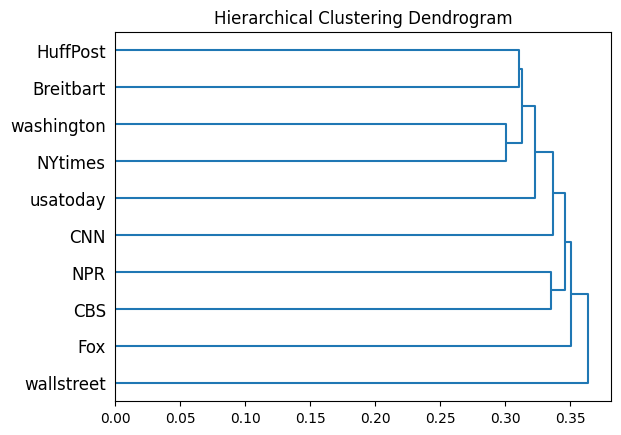 Hierarchical Clustering Dendrogram
HuffPost
Breitbart
washington
NYtimes
usatoday
CNN
NPR
CBS
Fox
wallstreet
0.00 0.05 0.10 0.15 0.20 0.25 0.30 0.35